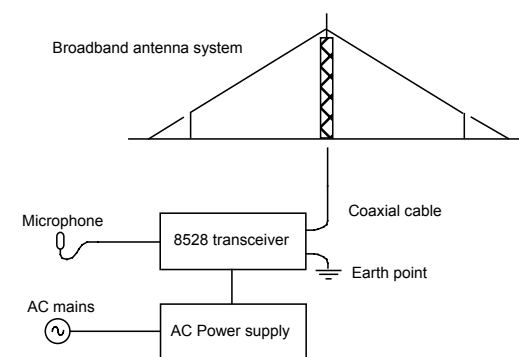 Broadband antenna system
Coaxial cable
Microphone
8528 transceiver
Earth point
AC mains
AC Power supply